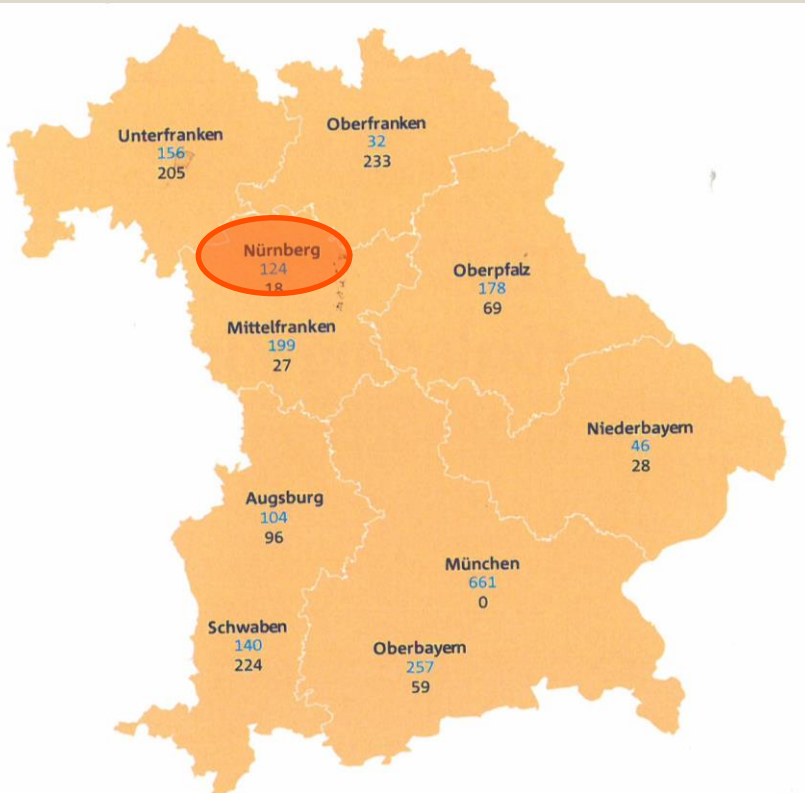 Unterfranken
156
205
Oberfranken
32
233
Nürnberg
124
18
Mittelfranken
199
27
Oberpfalz
178
69
Niederbayern
46
28
Augsburg
104
96
München
661
0
Schwaben
140
224
Oberbayern
257
59